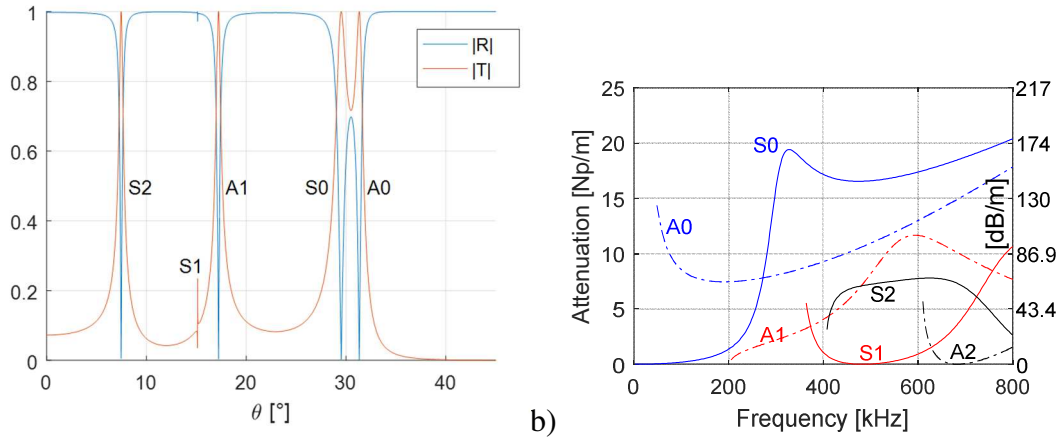 1
0.8
0.6
0.4
0.2
0
0 10 20 30 40
θ [°]
|R|
|T|
S2
S1
A1
S0
A0
b)
25
20
15
10
5
0
Attenuation [Np/m]
0 200 400 600 800
Frequency [kHz]
217
174
130
86.9
43.4
0
[dB/m]
S0
A0
A1
S1
S2
A2